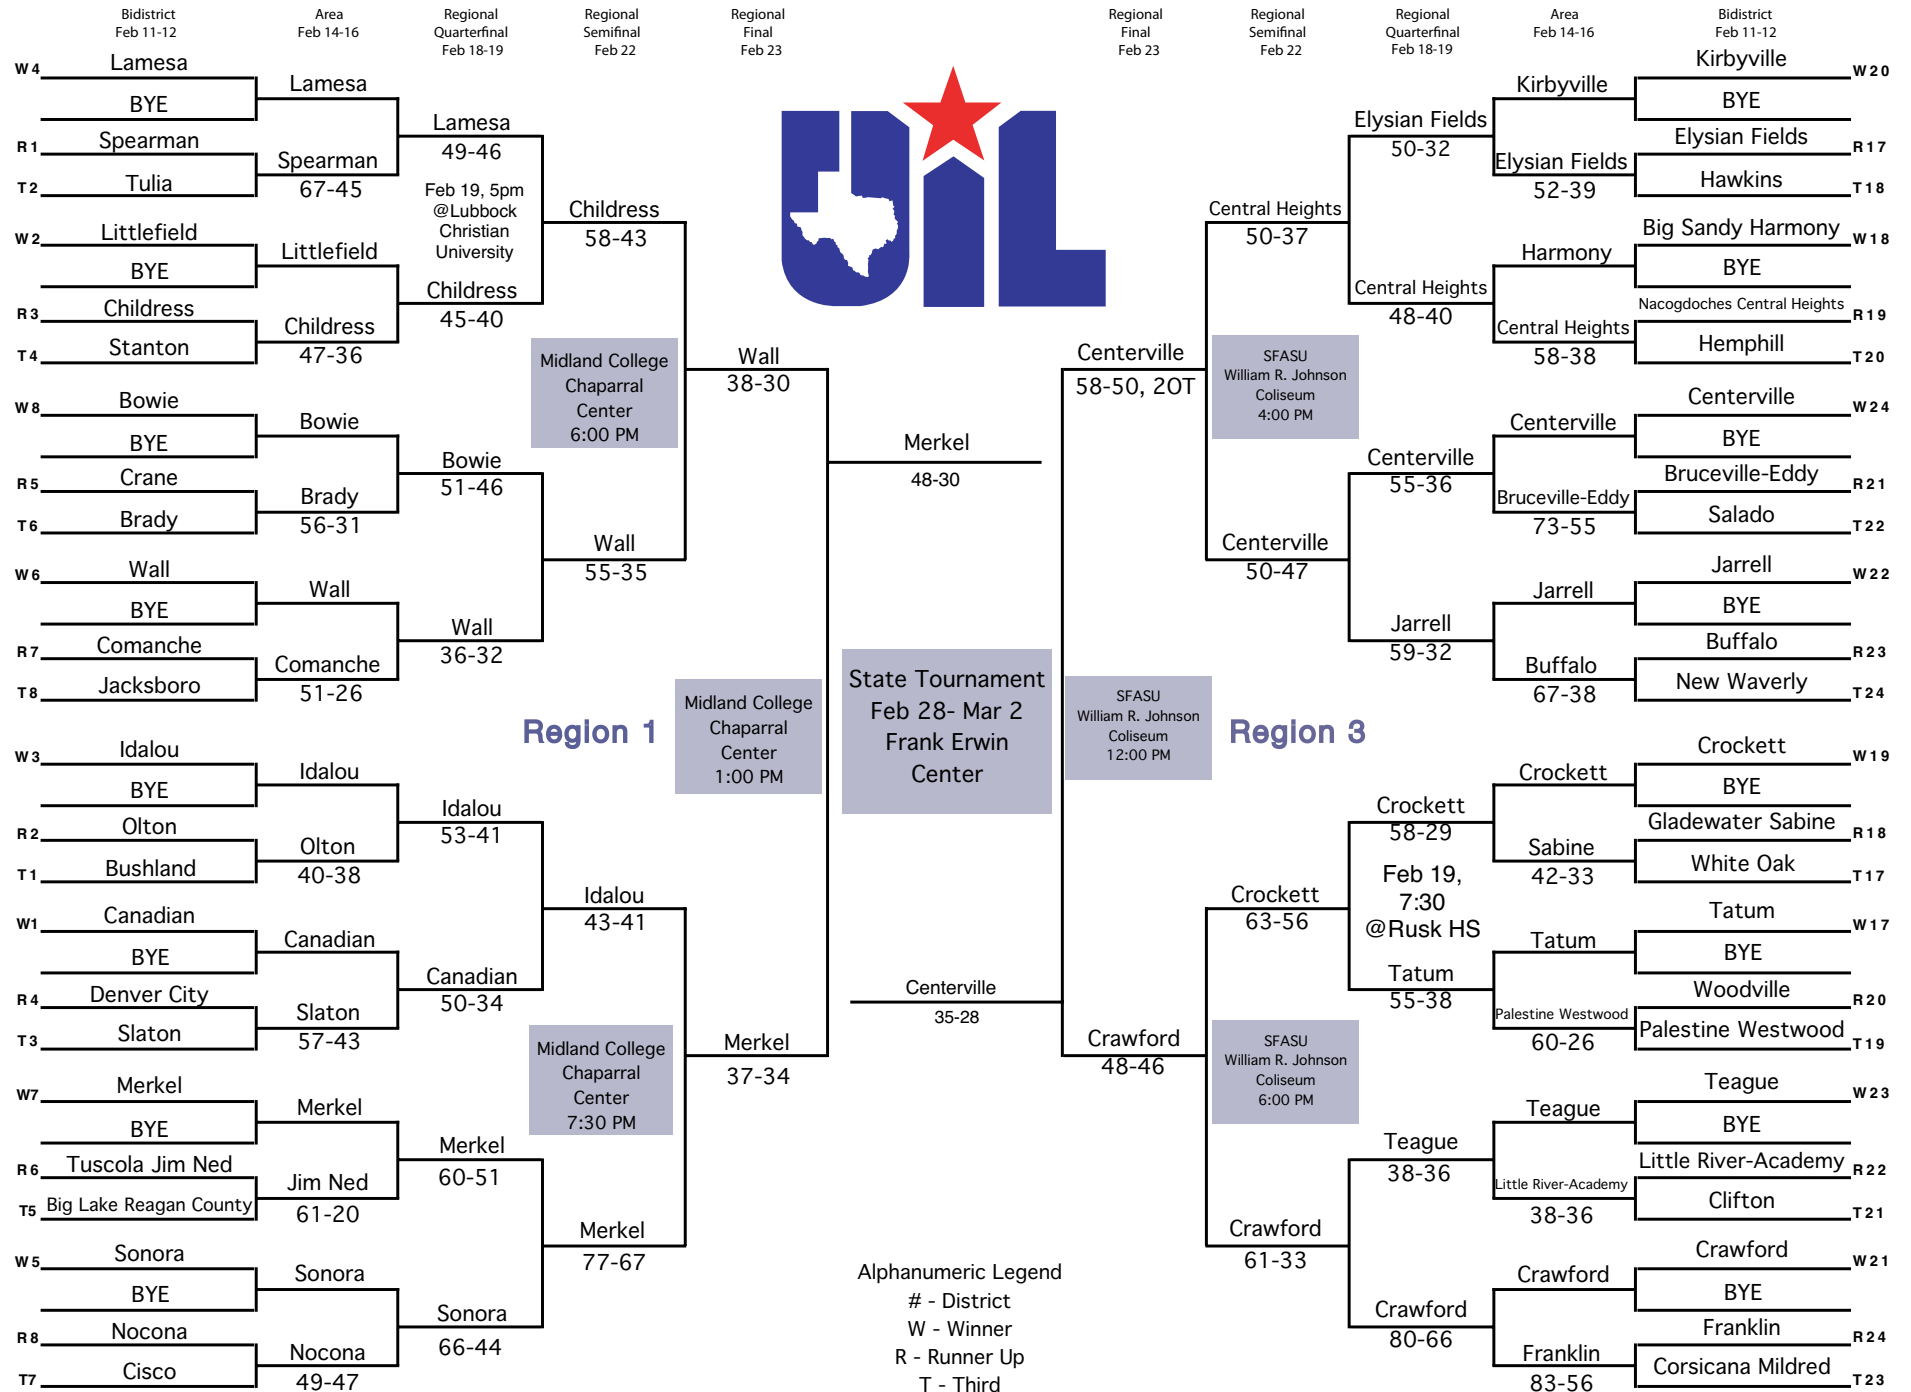 Bidistrict
Feb 11-12
Area
Feb 14-16
Regional
Quarterfinal
Feb 18-19
Regional
Semifinal
Feb 22
Regional
Final
Feb 23
Regional
Final
Feb 23
Regional
Semifinal
Feb 22
Regional
Quarterfinal
Feb 18-19
Area
Feb 14-16
Bidistrict
Feb 11-12
W4
Lamesa
BYE
R1
Spearman
T2
Tulia
W2
Littlefield
BYE
R3
Childress
T4
Stanton
W8
Bowie
BYE
R5
Crane
T6
Brady
W6
Wall
BYE
R7
Comanche
T8
Jacksboro
W3
Idalou
BYE
R2
Olton
T1
Bushland
W1
Canadian
BYE
R4
Denver City
T3
Slaton
W7
Merkel
BYE
R6
Tuscola Jim Ned
T5
Big Lake Reagan County
W5
Sonora
BYE
R8
Nocona
T7
Cisco
Lamesa
Spearman
67-45
Littlefield
Childress
47-36
Bowie
Brady
56-31
Wall
Comanche
51-26
Idalou
Olton
40-38
Canadian
Slaton
57-43
Merkel
Jim Ned
61-20
Sonora
Nocona
49-47
Lamesa
49-46
Feb 19, 5pm
@Lubbock
Christian
University
Childress
45-40
Bowie
51-46
Wall
36-32
Idalou
53-41
Canadian
50-34
Merkel
60-51
Sonora
66-44
Childress
58-43
Midland College
Chaparral
Center
6:00 PM
Wall
55-35
Region 1
Idalou
43-41
Midland College
Chaparral
Center
7:30 PM
Merkel
77-67
Wall
38-30
Midland College
Chaparral
Center
1:00 PM
Merkel
37-34
UIL
Merkel
48-30
State Tournament
Feb 28- Mar 2
Frank Erwin
Center
Centerville
35-28
Alphanumeric Legend
# - District
W - Winner
R - Runner Up
T - Third
Centerville
58-50, 2OT
SFASU
William R. Johnson
Coliseum
12:00 PM
Crawford
48-46
Central Heights
50-37
SFASU
William R. Johnson
Coliseum
4:00 PM
Centerville
50-47
Region 3
Crockett
63-56
SFASU
William R. Johnson
Coliseum
6:00 PM
Crawford
61-33
Elysian Fields
50-32
Central Heights
48-40
Centerville
55-36
Jarrell
59-32
Crockett
58-29
Feb 19,
7:30
@Rusk HS
Tatum
55-38
Teague
38-36
Crawford
80-66
Kirbyville
Elysian Fields
52-39
Harmony
Central Heights
58-38
Centerville
Bruceville-Eddy
73-55
Jarrell
Buffalo
67-38
Crockett
Sabine
42-33
Tatum
Palestine Westwood
60-26
Teague
Little River-Academy
38-36
Crawford
Franklin
83-56
Kirbyville
W20
BYE
Elysian Fields
R17
Hawkins
T18
Big Sandy Harmony
W18
BYE
Nacogdoches Central Heights
R19
Hemphill
T20
Centerville
W24
BYE
Bruceville-Eddy
R21
Salado
T22
Jarrell
W22
BYE
Buffalo
R23
New Waverly
T24
Crockett
W19
BYE
Gladewater Sabine
R18
White Oak
T17
Tatum
W17
BYE
Woodville
R20
Palestine Westwood
T19
Teague
W23
BYE
Little River-Academy
R22
Clifton
T21
Crawford
W21
BYE
Franklin
R24
Corsicana Mildred
T23